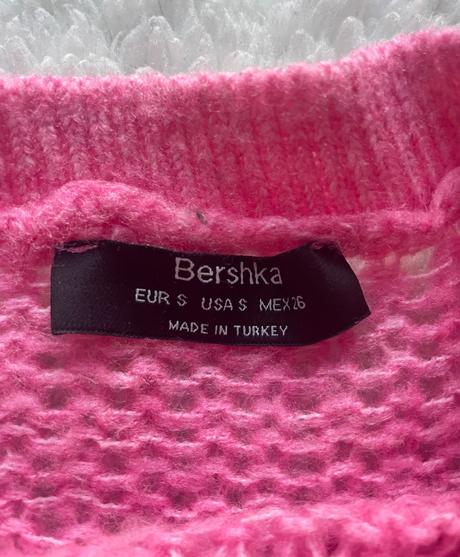 Bershka
EUR S USA S MEX 26
MADE IN TURKEY